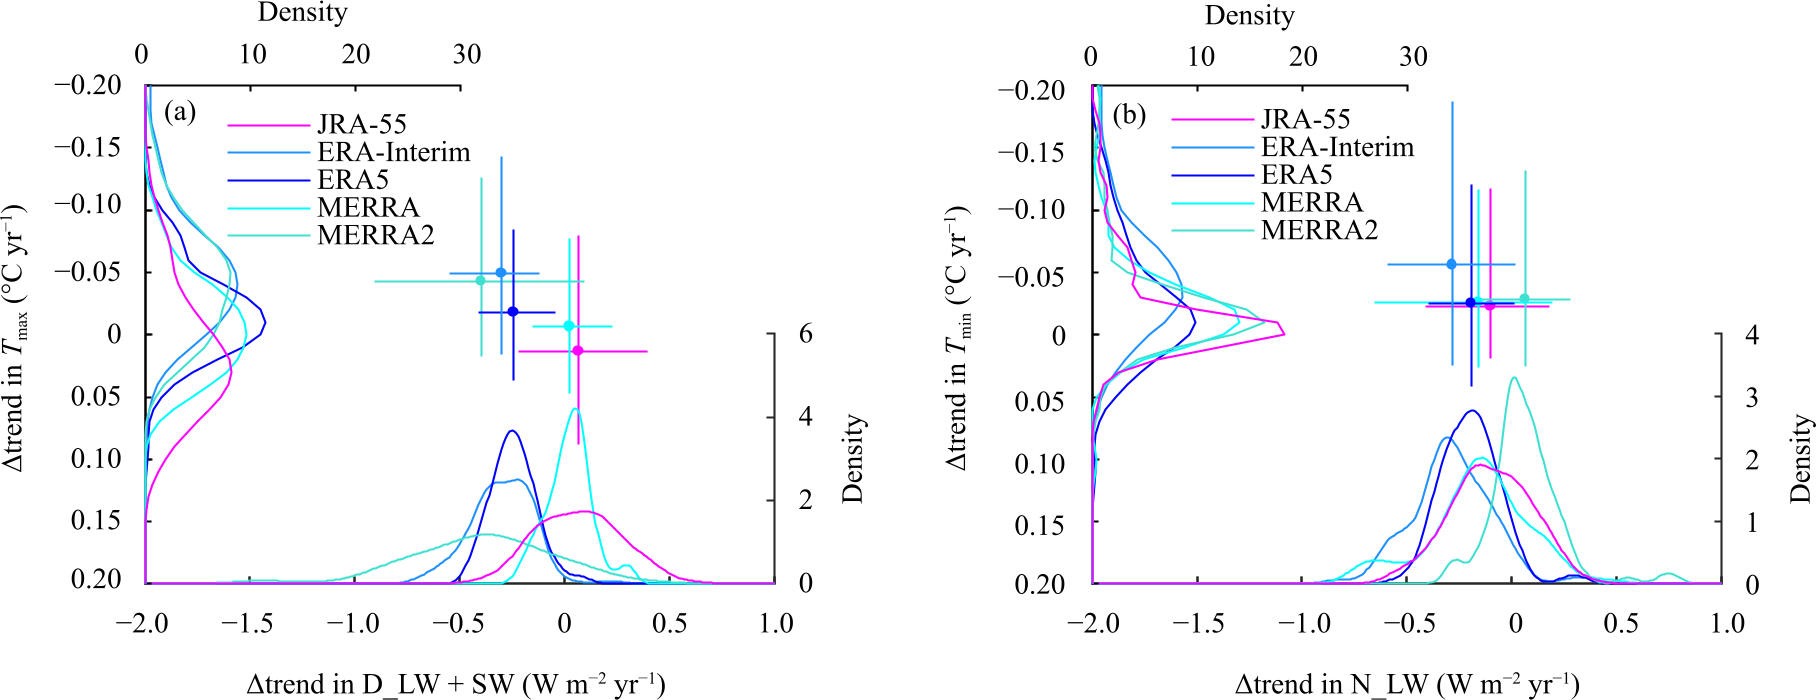 Density
0 10 20 30
(a)
JRA-55
ERA-Interim
ERA5
MERRA
MERRA2
−0.20
−0.15
−0.10
−0.05
0
0.05
0.10
0.15
0.20
Δtrend in Tmax (°C yr−1)
6
4
2
0
Density
−2.0 −1.5 −1.0 −0.5 0 0.5 1.0
Δtrend in D_LW + SW (W m−2 yr−1)
Density
0 10 20 30
(b)
JRA-55
ERA-Interim
ERA5
MERRA
MERRA2
−0.20
−0.15
−0.10
−0.05
0
0.05
0.10
0.15
0.20
Δtrend in Tmin (°C yr−1)
4
3
2
1
0
Density
−2.0 −1.5 −1.0 −0.5 0 0.5 1.0
Δtrend in N_LW (W m−2 yr−1)